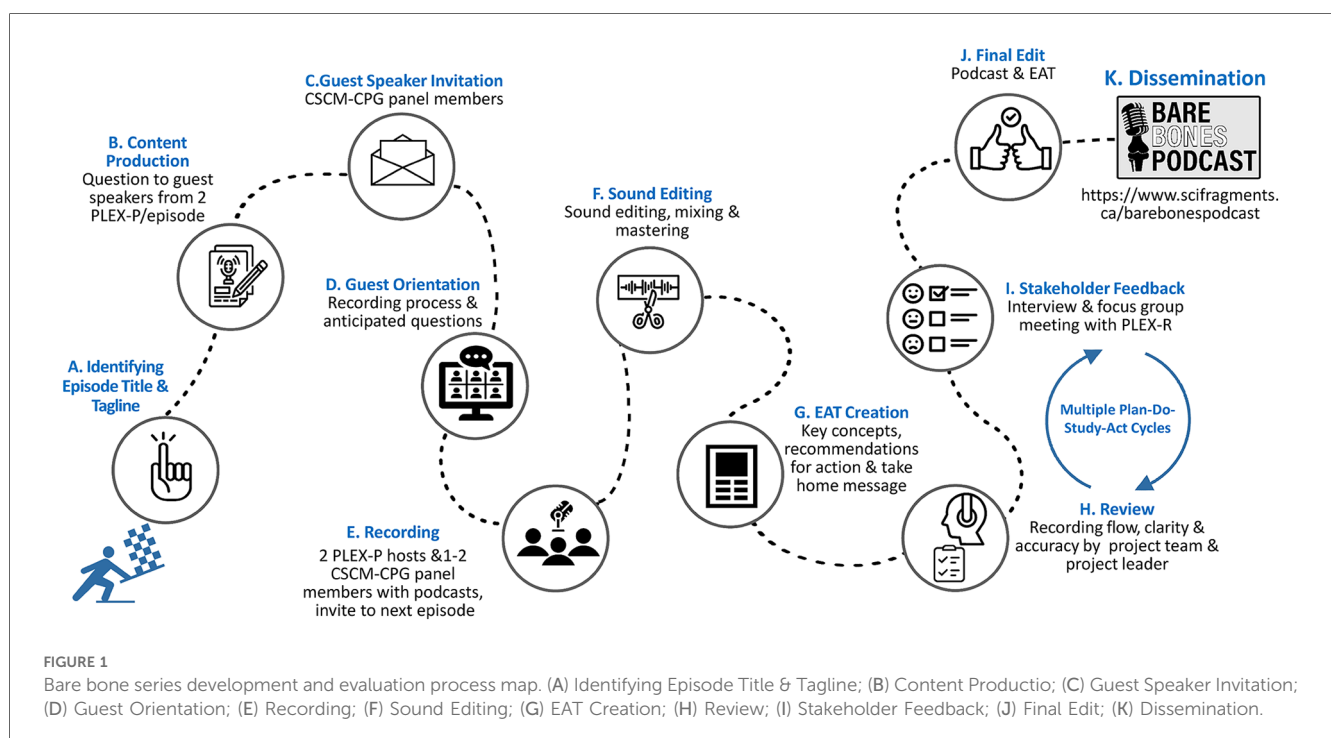 A. Identifying
Episode Title &
Tagline
B. Content
Production
Question to guest
speakers from 2
PLEX-P/episode
C.Guest Speaker Invitation
CSCM-CPG panel members
D. Guest Orientation
Recording process &
anticipated questions
E. Recording
2 PLEX-P hosts &1-2
CSCM-CPG panel
members with podcasts,
invite to next episode
F. Sound Editing
Sound editing, mixing &
mastering
G. EAT Creation
Key concepts,
recommendations
for action & take
home message
H. Review
Recording flow, clarity &
accuracy by project team &
project leader
Multiple Plan-Do-
Study-Act Cycles
I. Stakeholder Feedback
Interview & focus group
meeting with PLEX-R
J. Final Edit
Podcast & EAT
K. Dissemination
BARE
BONES
PODCAST
https://www.scifragments.
ca/barebonespodcast
FIGURE 1
Bare bone series development and evaluation process map. (A) Identifying Episode Title & Tagline; (B) Content Productio; (C) Guest Speaker Invitation;
(D) Guest Orientation; (E) Recording; (F) Sound Editing; (G) EAT Creation; (H) Review; (I) Stakeholder Feedback; (J) Final Edit; (K) Dissemination.